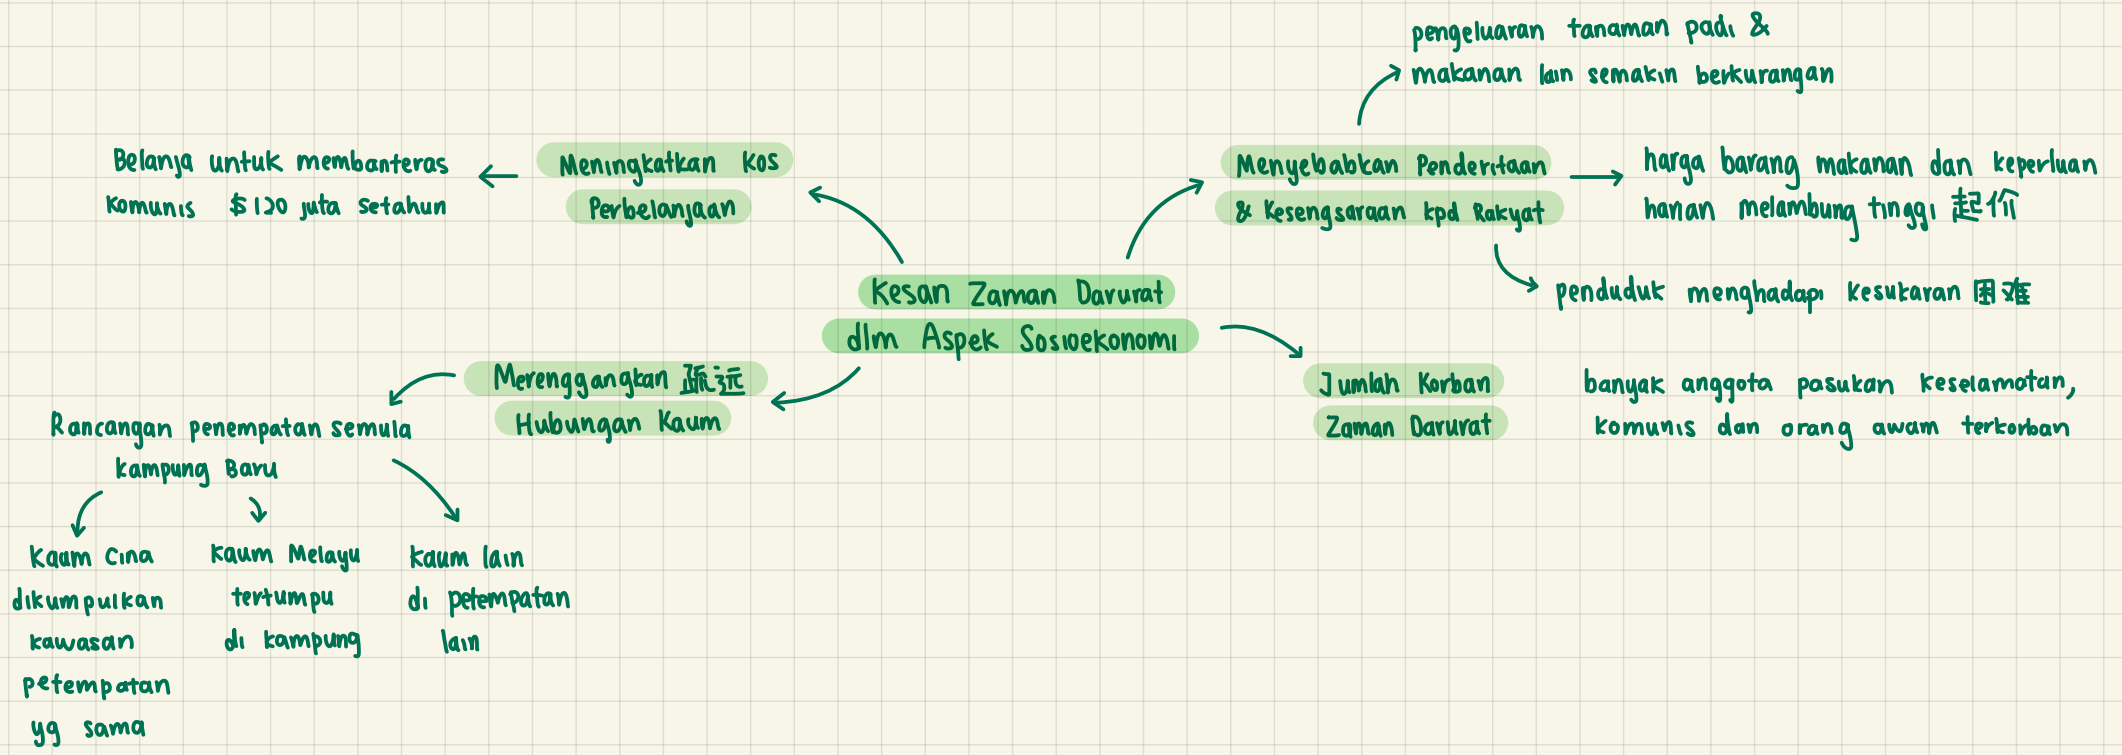 Kesan Zaman Darurat
dlm Aspek Sosioekonomi
Meningkatkan Kos
Perbelanjaan
Belanja untuk membanteras
Komunis $120 juta setahun
Menyebabkan Penderitaan
& Kesengsaraan kpd Rakyat
pengeluaran tanaman padi &
makanan lain semakin berkurangan
harga barang makanan dan keperluan
harian melambung tinggi 起价
penduduk menghadapi kesukaran 困难
Merenggangkan 疏远
Hubungan Kaum
Rancangan penempatan semula
kampung Baru
Kaum Cina
dikumpulkan
kawasan
petempatan
yg sama
Kaum Melayu
tertumpu
di kampung
Kaum lain
di petempatan
lain
Jumlah Korban
Zaman Darurat
banyak anggota pasukan keselamatan,
komunis dan orang awam terkorban